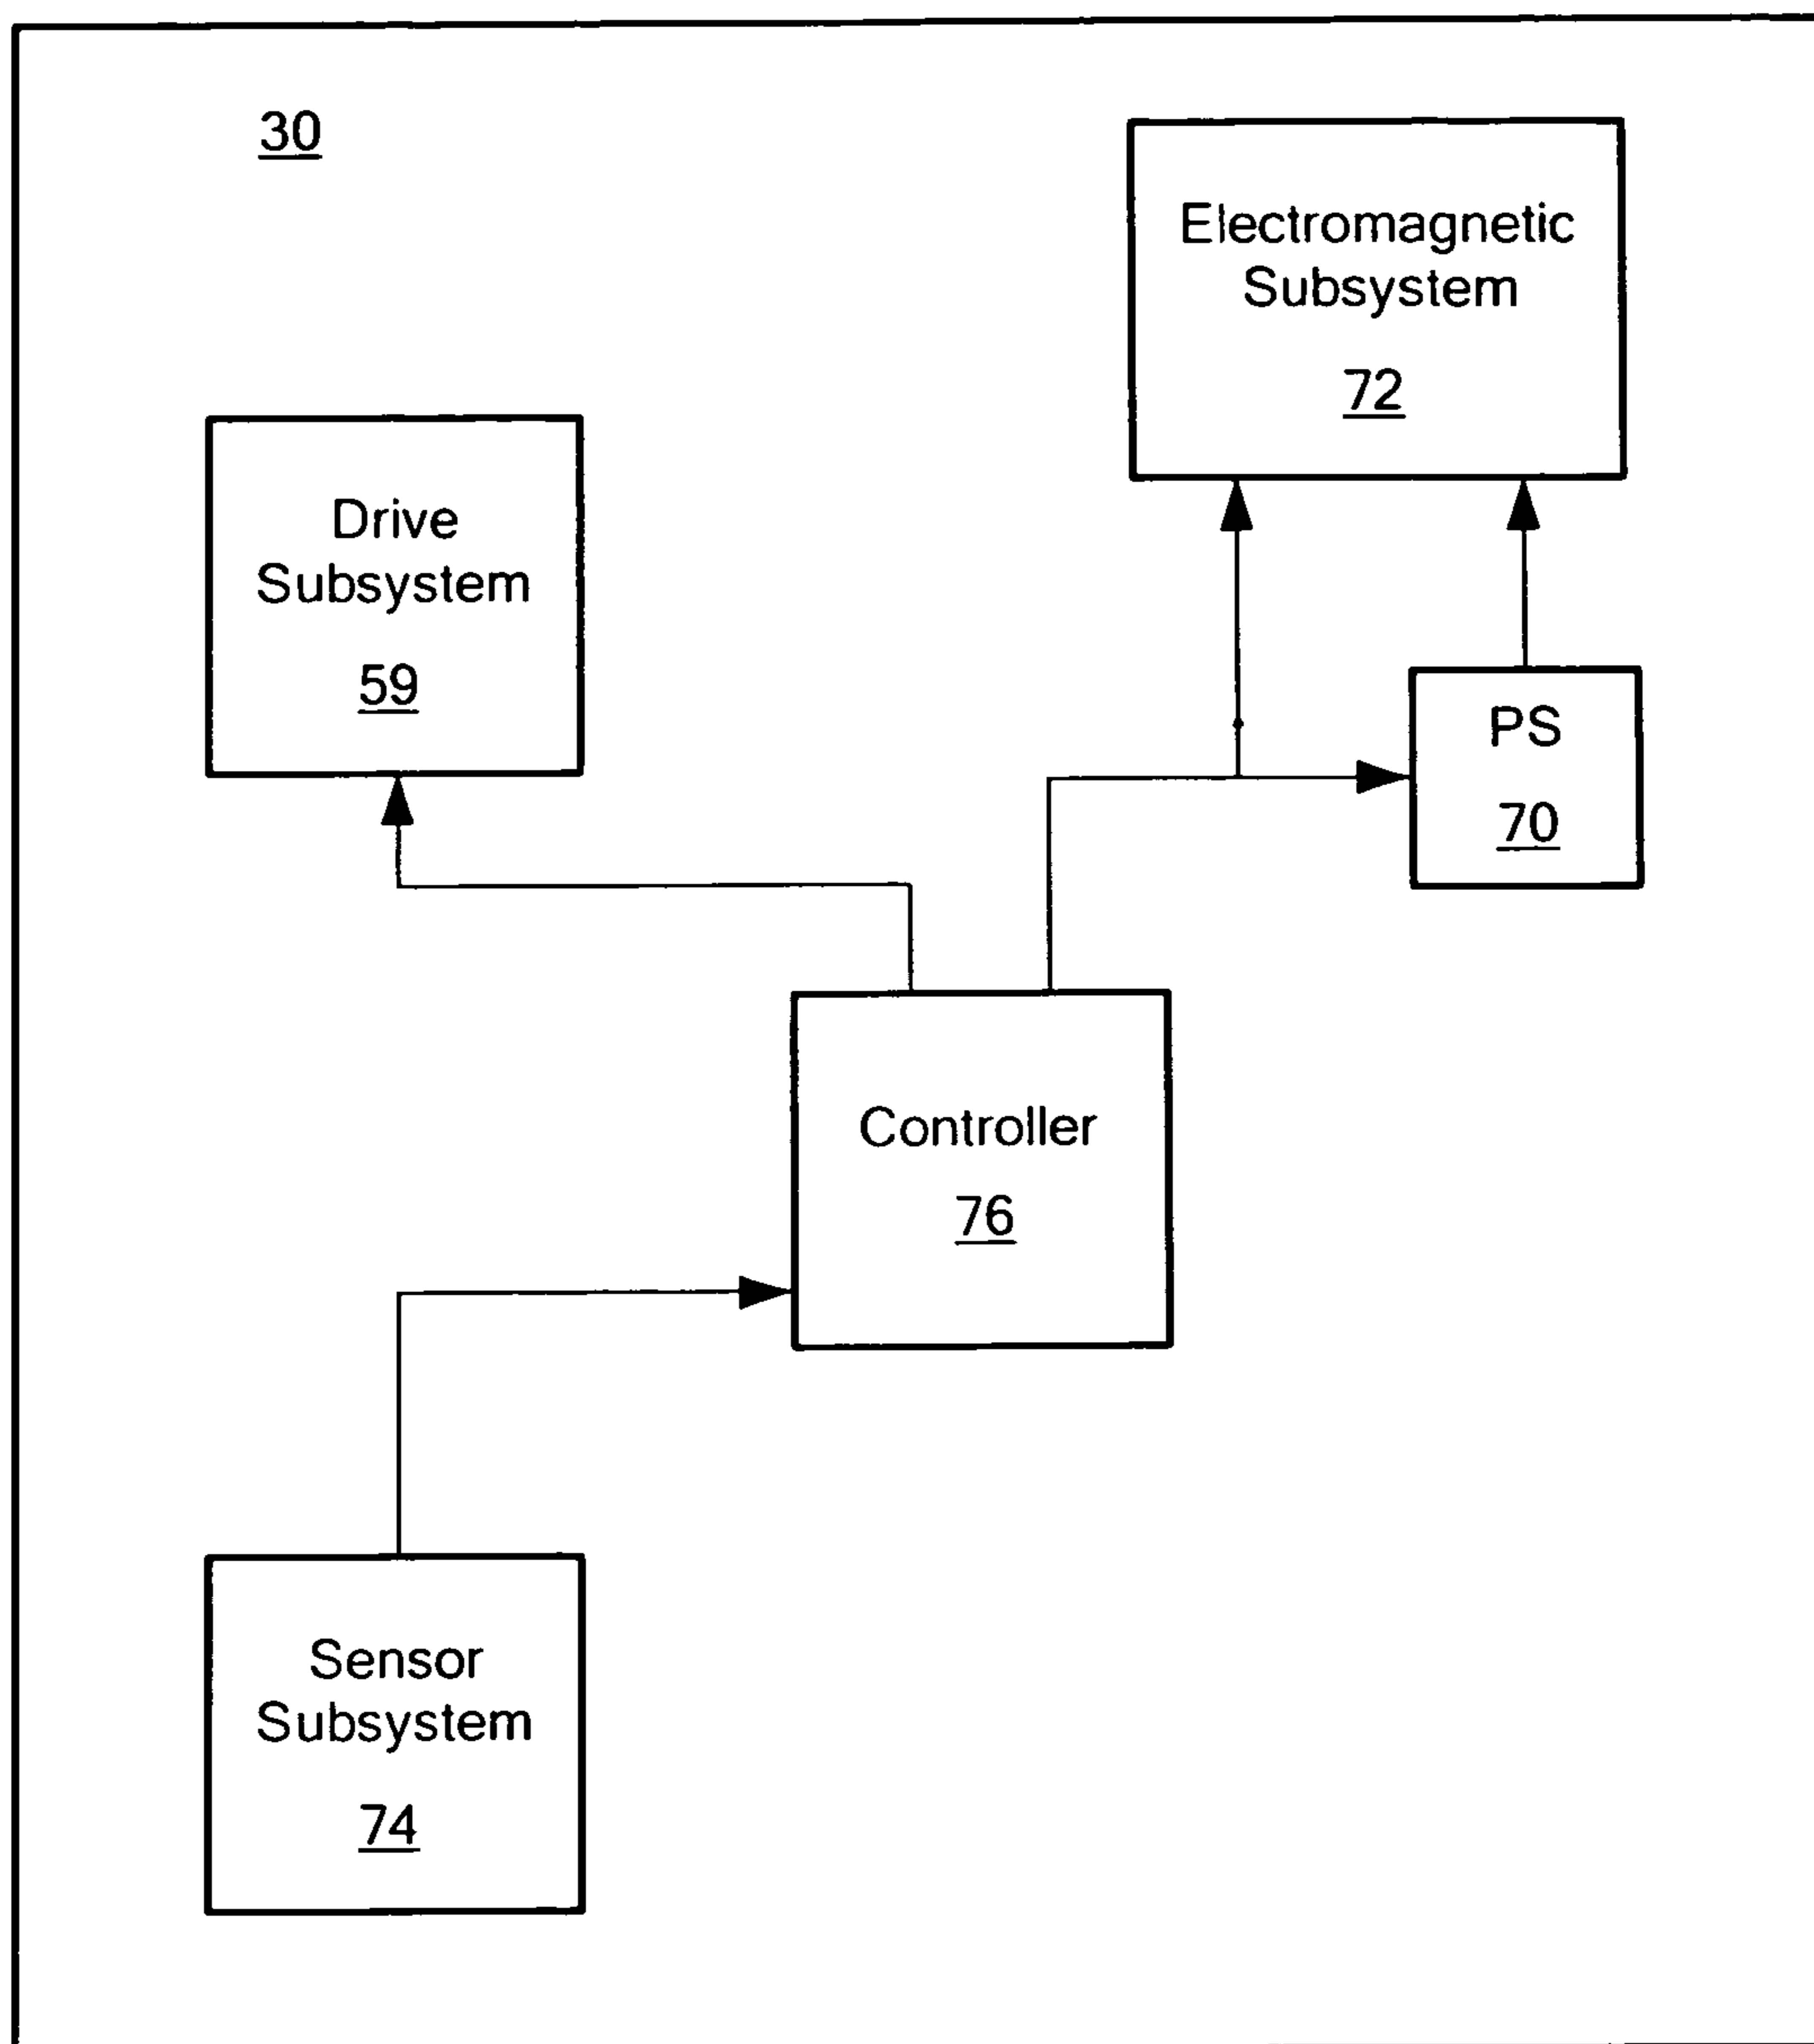 30
Electromagnetic
Subsystem
72
Drive
Subsystem
59
PS
70
Controller
76
Sensor
Subsystem
74